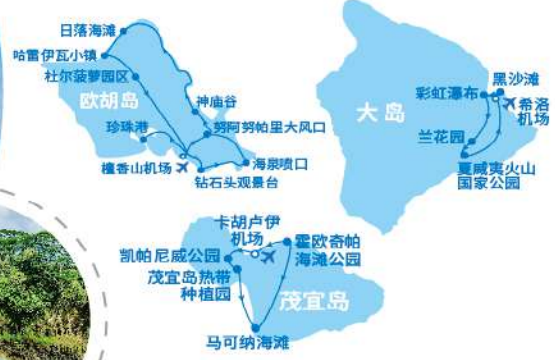 日落海滩
哈雷伊瓦小镇
杜尔菠萝园区
欧胡岛
神庙谷
珍珠港
努阿努帕里大风口
檀香山机场
海泉喷口
钻石头观景台
大岛
黑沙滩
彩虹瀑布
希洛
机场
兰花园
夏威夷火山
国家公园
卡胡卢伊
机场
霍欧奇帕
海滩公园
凯帕尼威公园
茂宜岛热带
种植园
茂宜岛
马可纳海滩